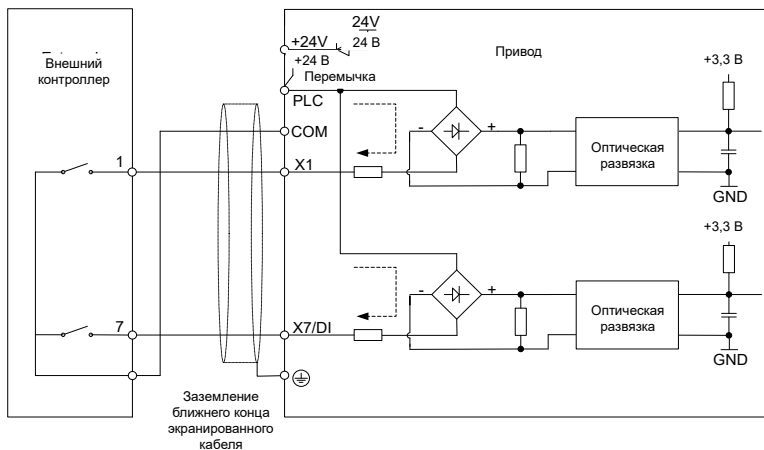 Внешний
контроллер
1
7
Заземление
ближнего конца
экранированного
кабеля
+24V
24V
24 В
+24 В
Перемычка
PLC
COM
X1
X7/DI
Привод
-
+
Оптическая
развязка
+3,3 В
GND
-
+
Оптическая
развязка
+3,3 В
GND